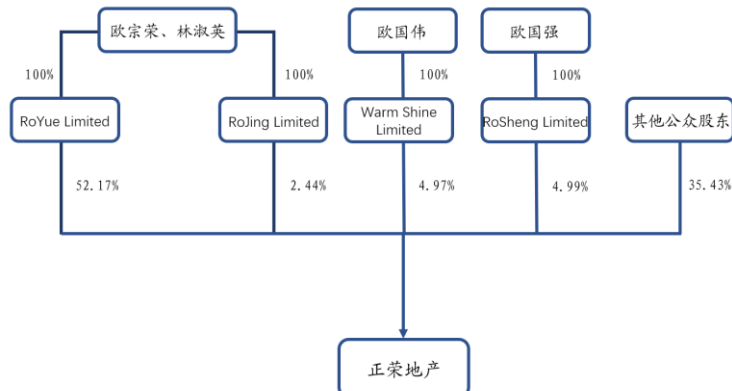 欧宗荣、林淑英
欧国伟
欧国强
100%
100%
100%
100%
RoYue Limited
RoJing Limited
Warm Shine
Limited
RoSheng Limited
其他公众股东
52.17%
2.44%
4.97%
4.99%
35.43%
正荣地产